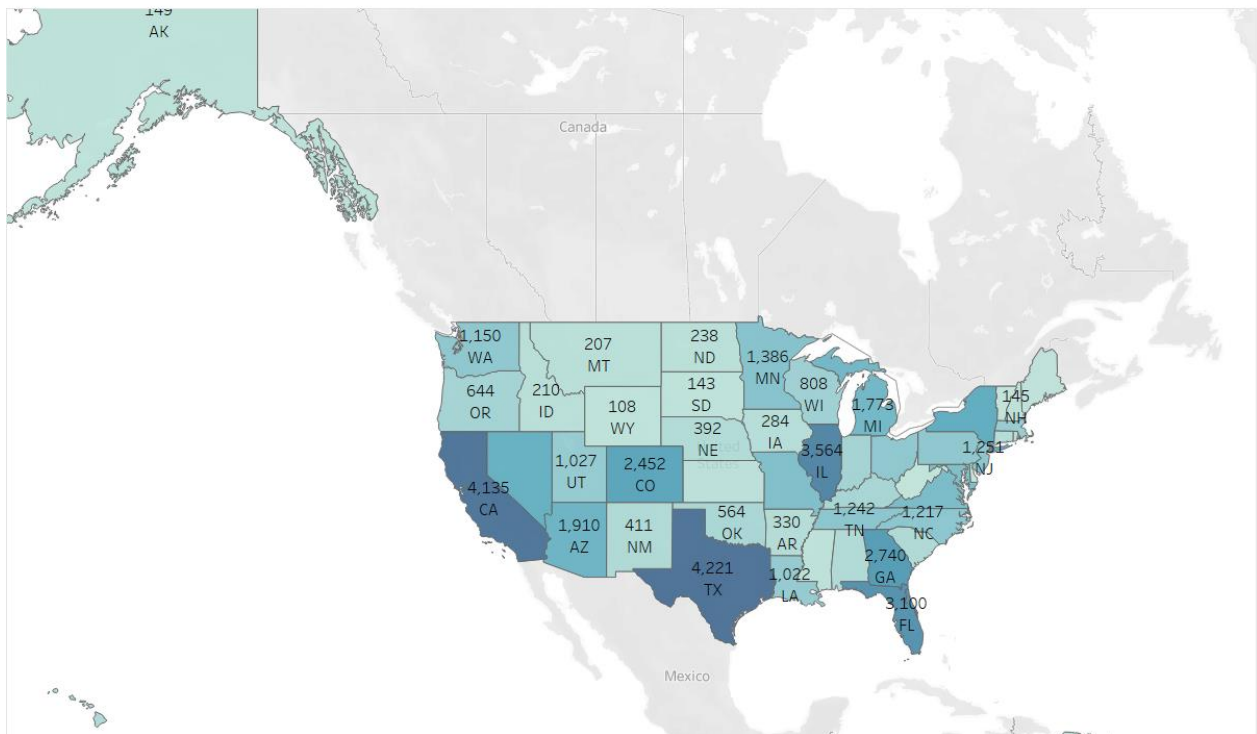 149
AK
Canada
1,150
WA
207
MT
238
ND
1,386
MN
644
OR
210
ID
143
SD
808
WI
1,773
MI
145
NH
108
WY
392
NE
284
IA
United
States
3,564
IL
1,251
NJ
4,135
CA
1,027
UT
2,452
CO
1,910
AZ
411
NM
564
OK
330
AR
1,242
TN
1,217
NC
4,221
TX
1,022
LA
2,740
GA
3,100
FL
Mexico